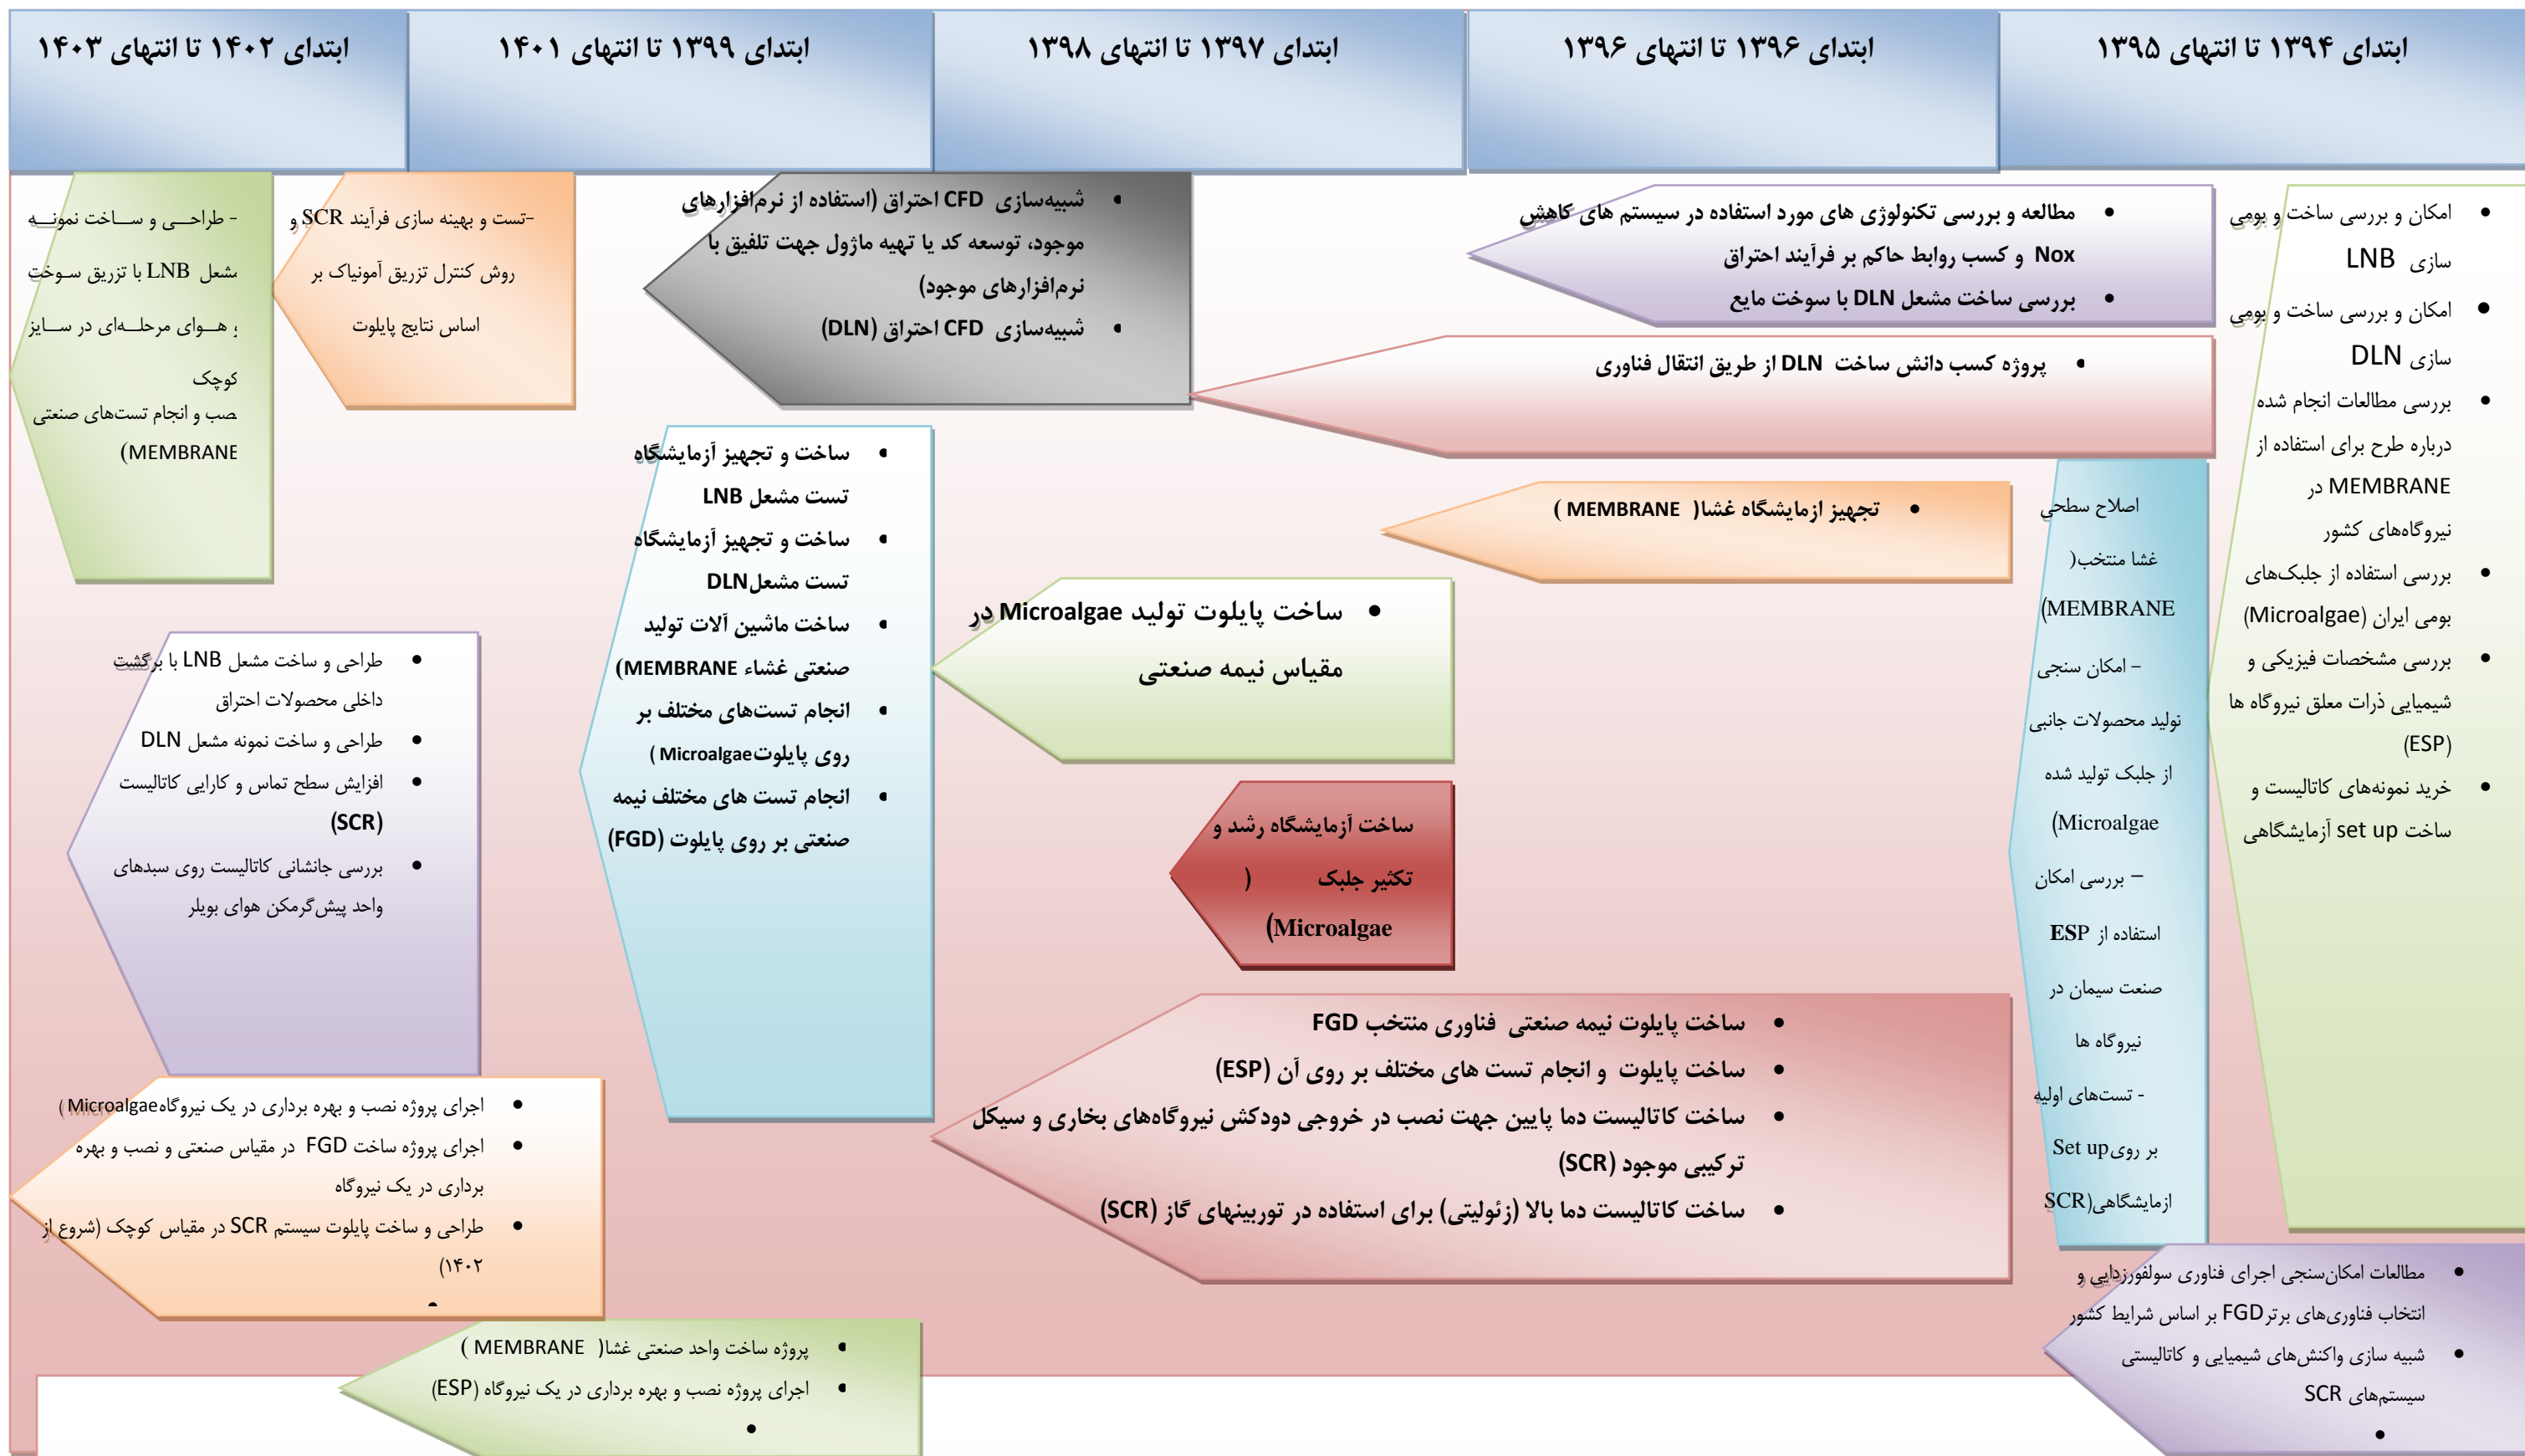 ابتدای ۱۳۹۴ تا انتهای ۱۳۹۵
ابتدای ۱۳۹۶ تا انتهای ۱۳۹۶
ابتدای ۱۳۹۷ تا انتهای ۱۳۹۸
ابتدای ۱۳۹۹ تا انتهای ۱۴۰۱
ابتدای ۱۴۰۲ تا انتهای ۱۴۰۳
• امکان و بررسی ساخت و بومی
سازی LNB
• امکان و بررسی ساخت و بومی
سازی DLN
• بررسی مطالعات انجام شده
درباره طرح برای استفاده از
MEMBRANE در
نیروگاه‌های کشور
• بررسی استفاده از جلبک‌های
بومی ایران (Microalgae)
• بررسی مشخصات فیزیکی و
شیمیایی ذرات معلق نیروگاه ها
(ESP)
• خرید نمونه‌های کاتالیست و
ساخت set up آزمایشگاهی
• مطالعات امکان‌سنجی اجرای فناوری سولفورزدایی و
انتخاب فناوری‌های برتر FGD بر اساس شرایط کشور
• شبیه سازی واکنش‌های شیمیایی و کاتالیستی
سیستم‌های SCR
•
اصلاح سطحی
غشا منتخب(
MEMBRANE)
– امکان سنجی
تولید محصولات جانبی
از جلبک تولید شده
Microalgae)
– بررسی امکان
استفاده از ESP
صنعت سیمان در
نیروگاه ها
- تست‌های اولیه
بر روی Set up
ازمایشگاهی(SCR
• مطالعه و بررسی تکنولوژی های مورد استفاده در سیستم های کاهش
Nox و کسب روابط حاکم بر فرآیند احتراق
• بررسی ساخت مشعل DLN با سوخت مایع
• پروژه کسب دانش ساخت DLN از طریق انتقال فناوری
• تجهیز ازمایشگاه غشا( MEMBRANE )
• ساخت پایلوت تولید Microalgae در
مقیاس نیمه صنعتی
ساخت آزمایشگاه رشد و
تکثیر جلبک (
Microalgae)
• ساخت پایلوت نیمه صنعتی فناوری منتخب FGD
• ساخت پایلوت و انجام تست های مختلف بر روی آن (ESP)
• ساخت کاتالیست دما پایین جهت نصب در خروجی دودکش نیروگاه‌های بخاری و سیکل
ترکیبی موجود (SCR)
• ساخت کاتالیست دما بالا (زئولیتی) برای استفاده در توربینهای گاز (SCR)
• شبیه‌سازی CFD احتراق (استفاده از نرم‌افزارهای
موجود، توسعه کد یا تهیه ماژول جهت تلفیق با
نرم‌افزارهای موجود)
• شبیه‌سازی CFD احتراق (DLN)
• ساخت و تجهیز آزمایشگاه
تست مشعل LNB
• ساخت و تجهیز آزمایشگاه
تست مشعل DLN
• ساخت ماشین آلات تولید
صنعتی غشاء MEMBRANE)
• انجام تست‌های مختلف بر
روی پایلوت Microalgae )
• انجام تست های مختلف نیمه
صنعتی بر روی پایلوت (FGD)
-تست و بهینه سازی فرآیند SCR و
روش کنترل تزریق آمونیاک بر
اساس نتایج پایلوت
- طراحـی و سـاخت نمونـه
مشعل LNB با تزریق سوخت
و هـوای مرحلـه‌ای در سـایز
کوچک
صب و انجام تست‌های صنعتی
MEMBRANE)
• طراحی و ساخت مشعل LNB با برگشت
داخلی محصولات احتراق
• طراحی و ساخت نمونه مشعل DLN
• افزایش سطح تماس و کارایی کاتالیست
(SCR)
• بررسی جانشانی کاتالیست روی سبدهای
واحد پیش‌گرمکن هوای بویلر
• اجرای پروژه نصب و بهره برداری در یک نیروگاه Microalgae )
• اجرای پروژه ساخت FGD در مقیاس صنعتی و نصب و بهره
برداری در یک نیروگاه
• طراحی و ساخت پایلوت سیستم SCR در مقیاس کوچک (شروع از
۱۴۰۲)
•
• پروژه ساخت واحد صنعتی غشا( MEMBRANE )
• اجرای پروژه نصب و بهره برداری در یک نیروگاه (ESP)
•